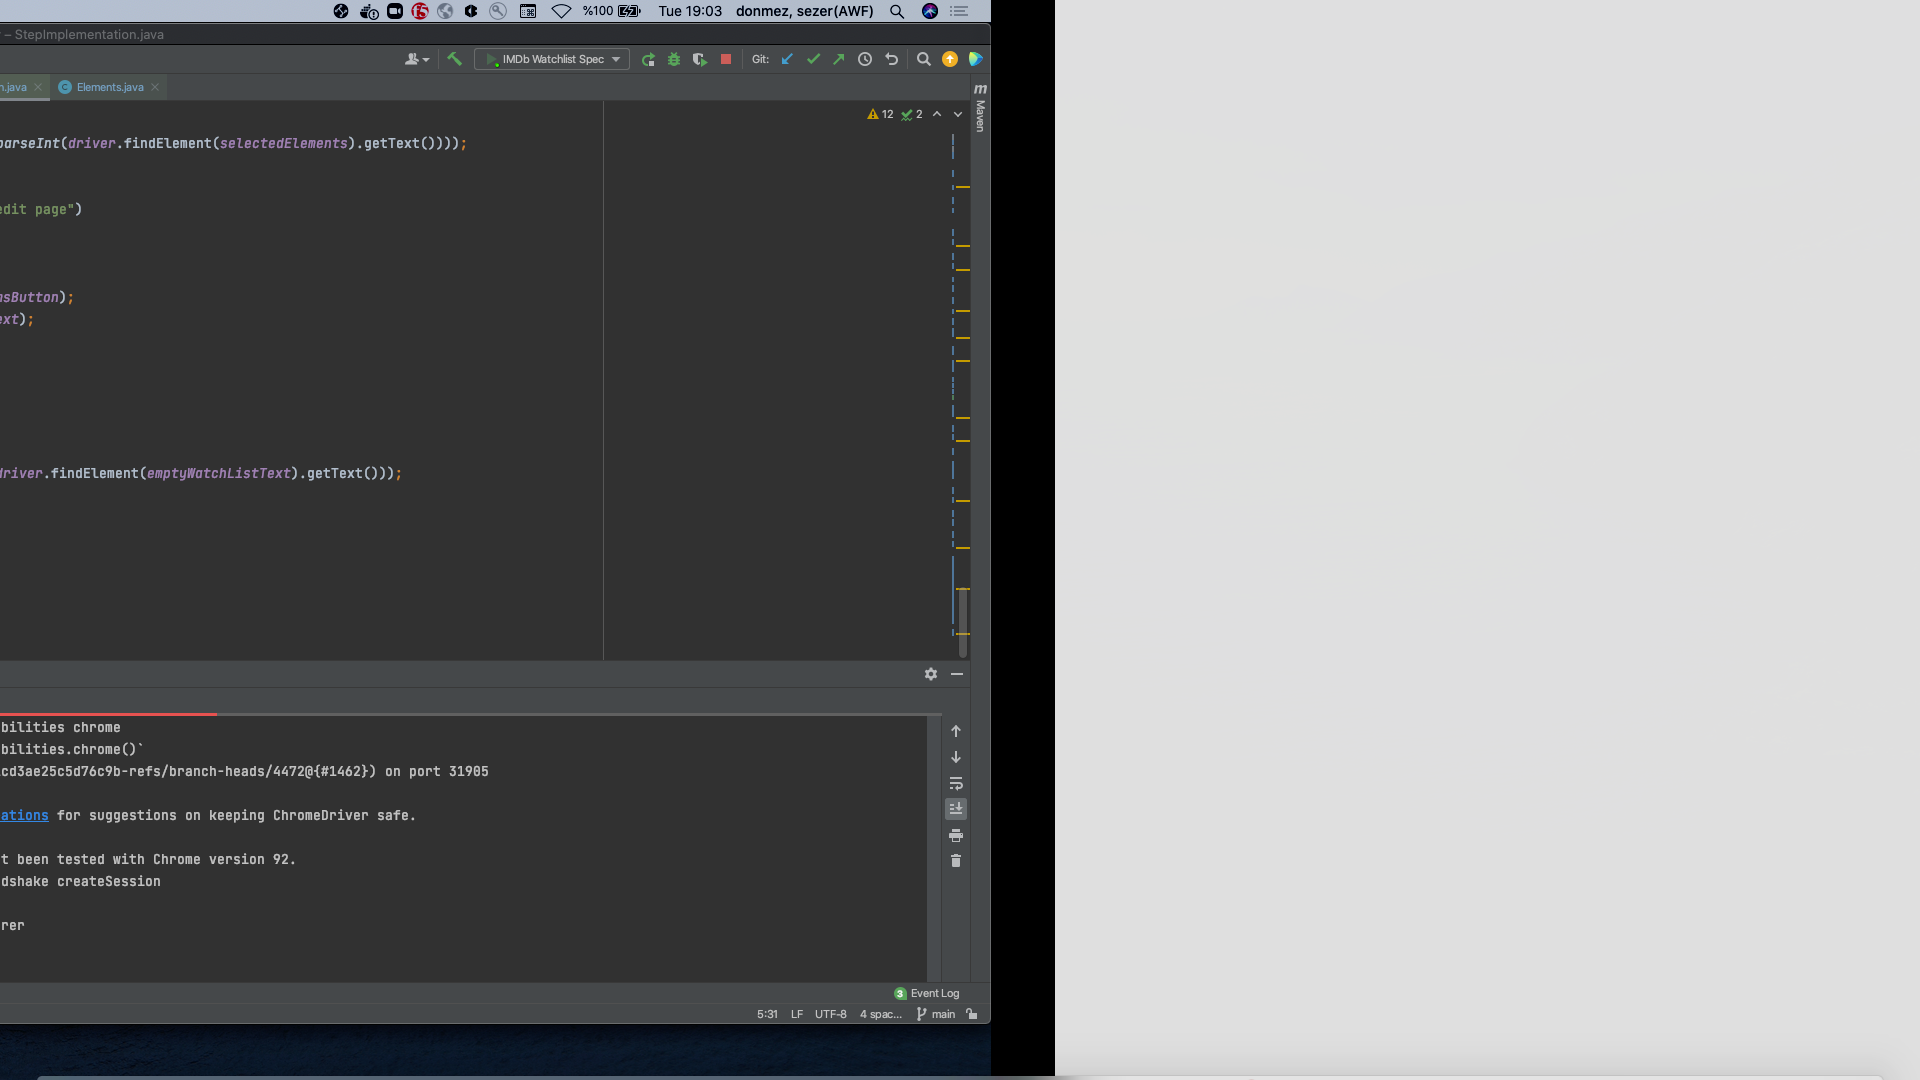 %100 Tue 19:03 donmez, sezer(AWF)
– StepImplementation.java
IMDb Watchlist Spec Git:
n.java Elements.java
m Maven
12 2
parseInt(driver.findElement(selectedElements).getText())));
edit page")
msButton);
ext);
driver.findElement(emptyWatchListText).getText()));
bilities chrome
bilities.chrome()`
cd3ae25c5d76c9b-refs/branch-heads/4472@{#1462}) on port 31905
ations for suggestions on keeping ChromeDriver safe.
t been tested with Chrome version 92.
dshake createSession
rer
3 Event Log
5:31 LF UTF-8 4 spac... main